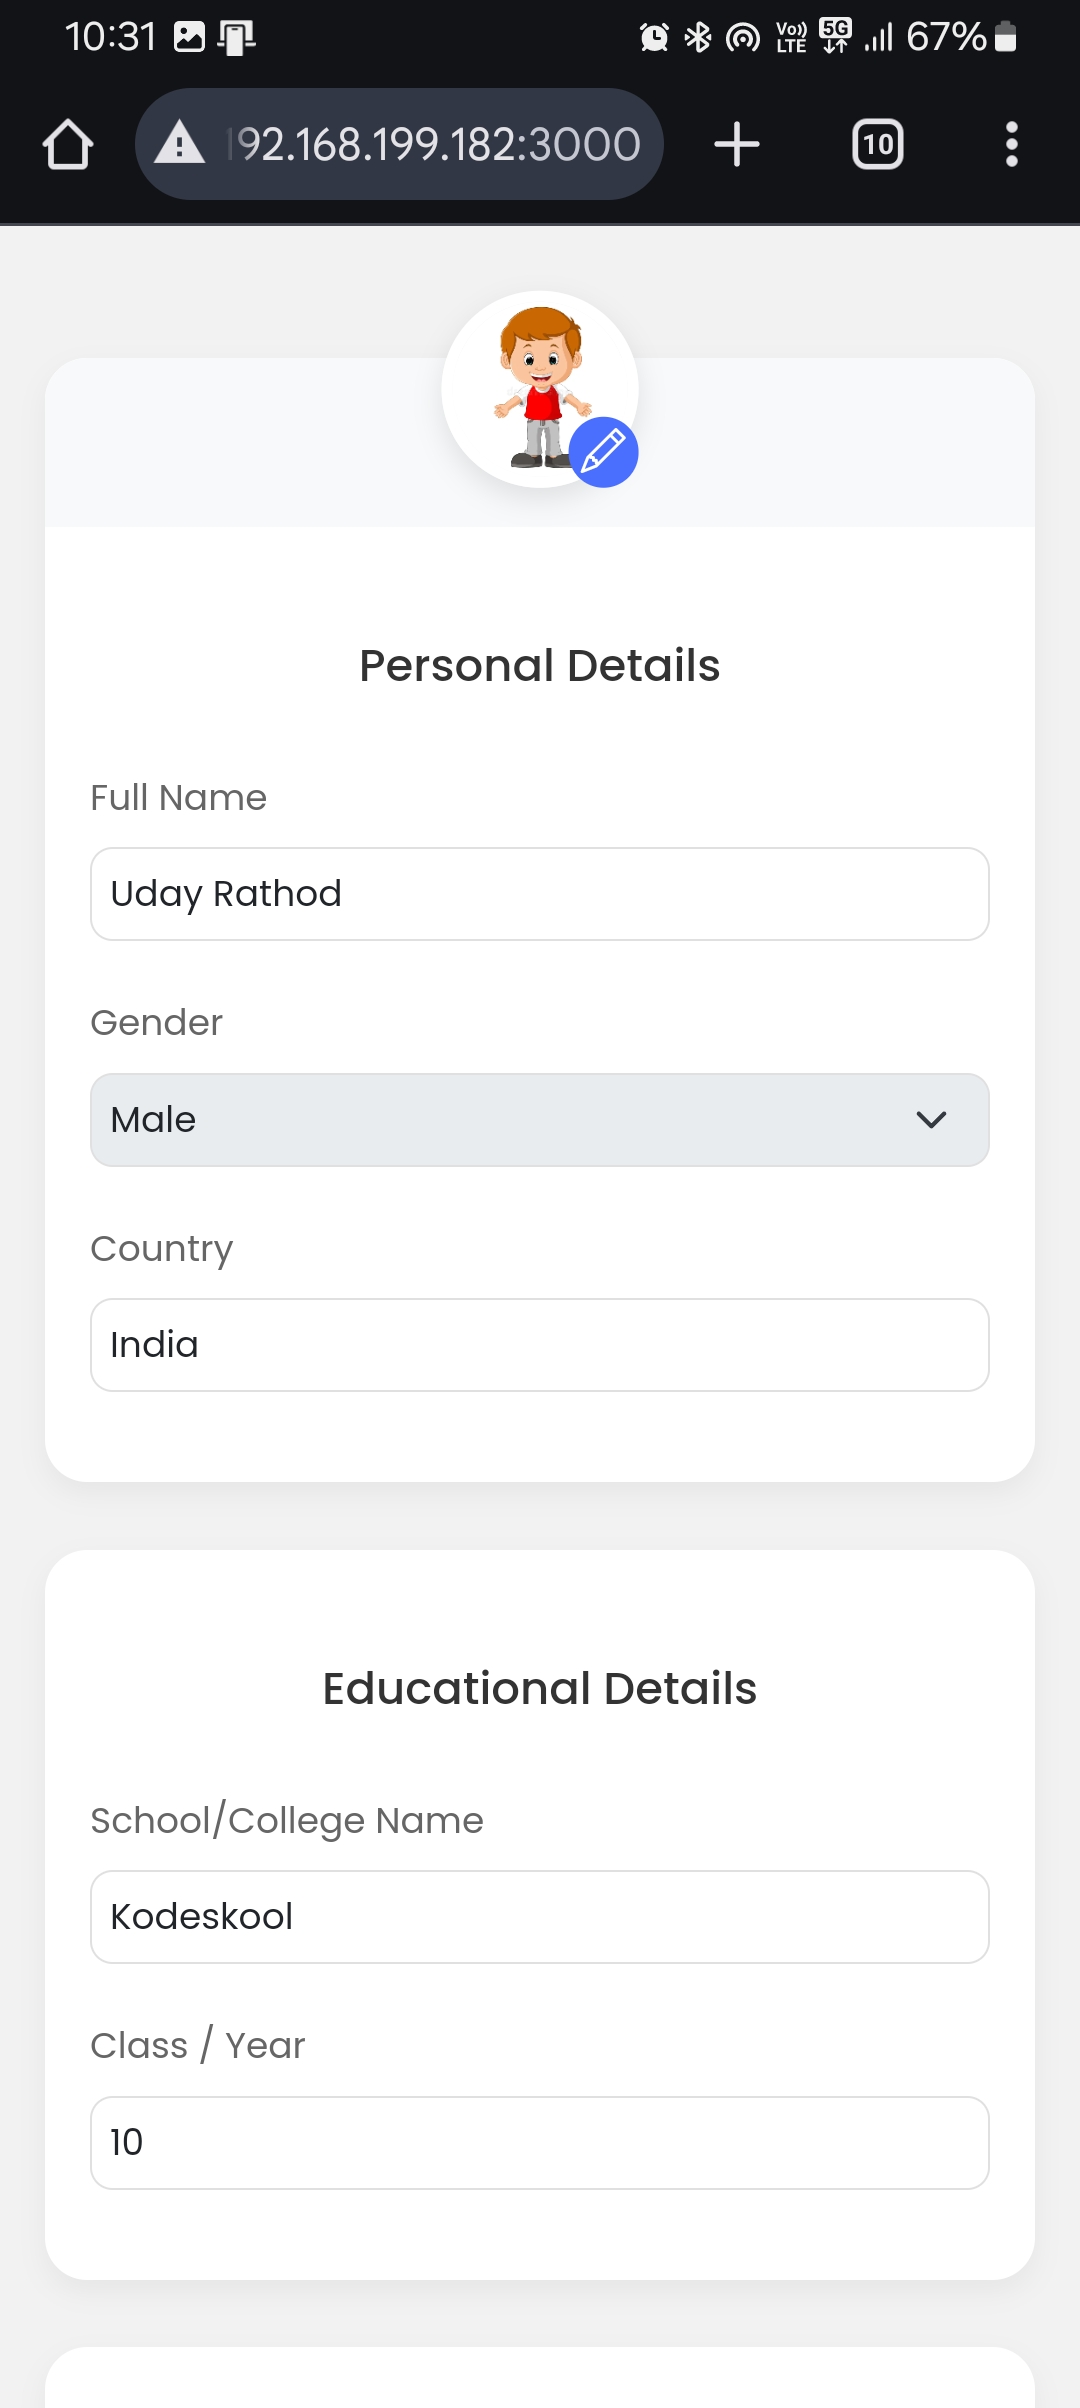 10:31
Vo)) LTE 5G 67%
192.168.199.182:3000
10
Personal Details
Full Name
Uday Rathod
Gender
Male
Country
India
Educational Details
School/College Name
Kodeskool
Class / Year
10